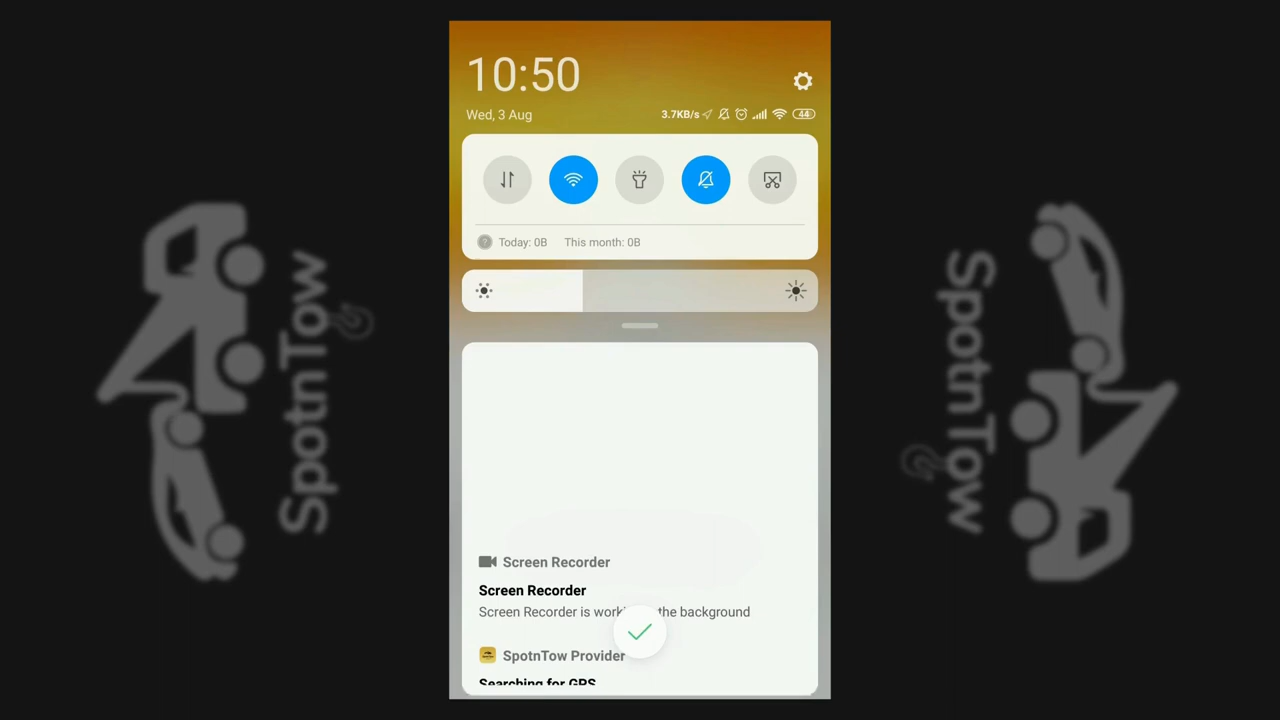 10:50
Wed, 3 Aug
3.7KB/s
44
Today: 0B This month: 0B
Screen Recorder
Screen Recorder
Screen Recorder is worki the background
SpotnTow Provider
Searching for GPS
SpotnTow
SpotnTow